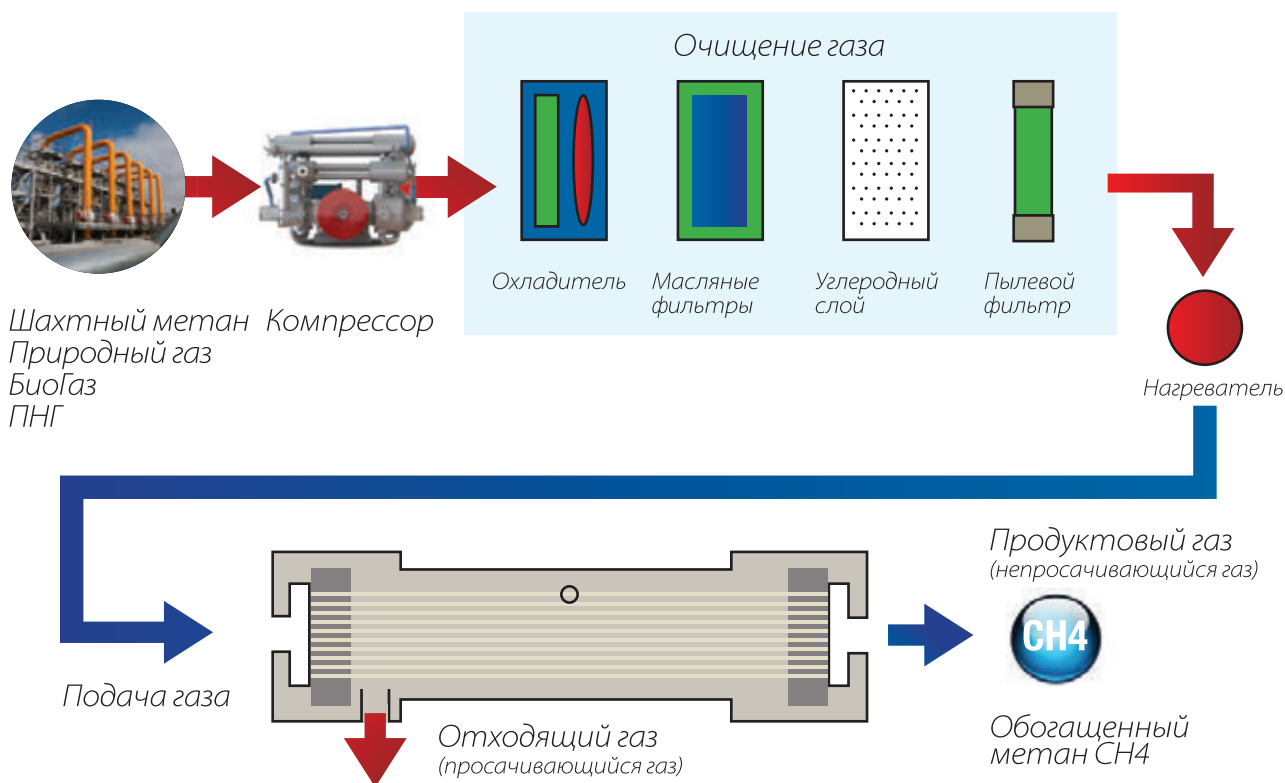 Очищение газа
Охладитель
Масляные
фильтры
Углеродный
слой
Пылевой
фильтр
Шахтный метан
Природный газ
БиоГаз
ПНГ
Компрессор
Нагреватель
Подача газа
Отходящий газ
(просачивающийся газ)
Продуктовый газ
(непросачивающийся газ)
CH4
Обогащенный
метан CH4